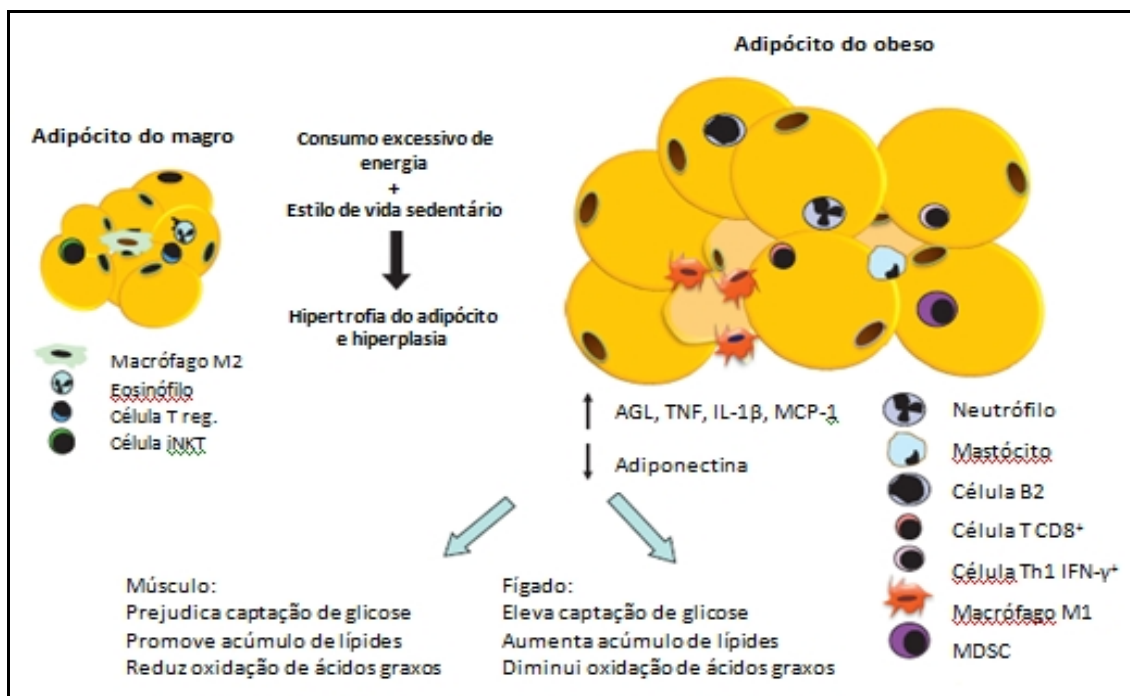 Adipócito do obeso
Adipócito do magro
Consumo excessivo de
energia
+
Estilo de vida sedentário
Hipertrofia do adipócito
e hiperplasia
Macrófago M2
Eosinófilo
Célula T reg.
Célula iNKT
AGL, TNF, IL-1β, MCP-1
Adiponectina
Neutrófilo
Mastócito
Célula B2
Célula T CD8⁺
Célula Th1 IFN-γ⁺
Macrófago M1
MDSC
Músculo:
Prejudica captação de glicose
Promove acúmulo de lípides
Reduz oxidação de ácidos graxos
Fígado:
Eleva captação de glicose
Aumenta acúmulo de lípides
Diminui oxidação de ácidos graxos